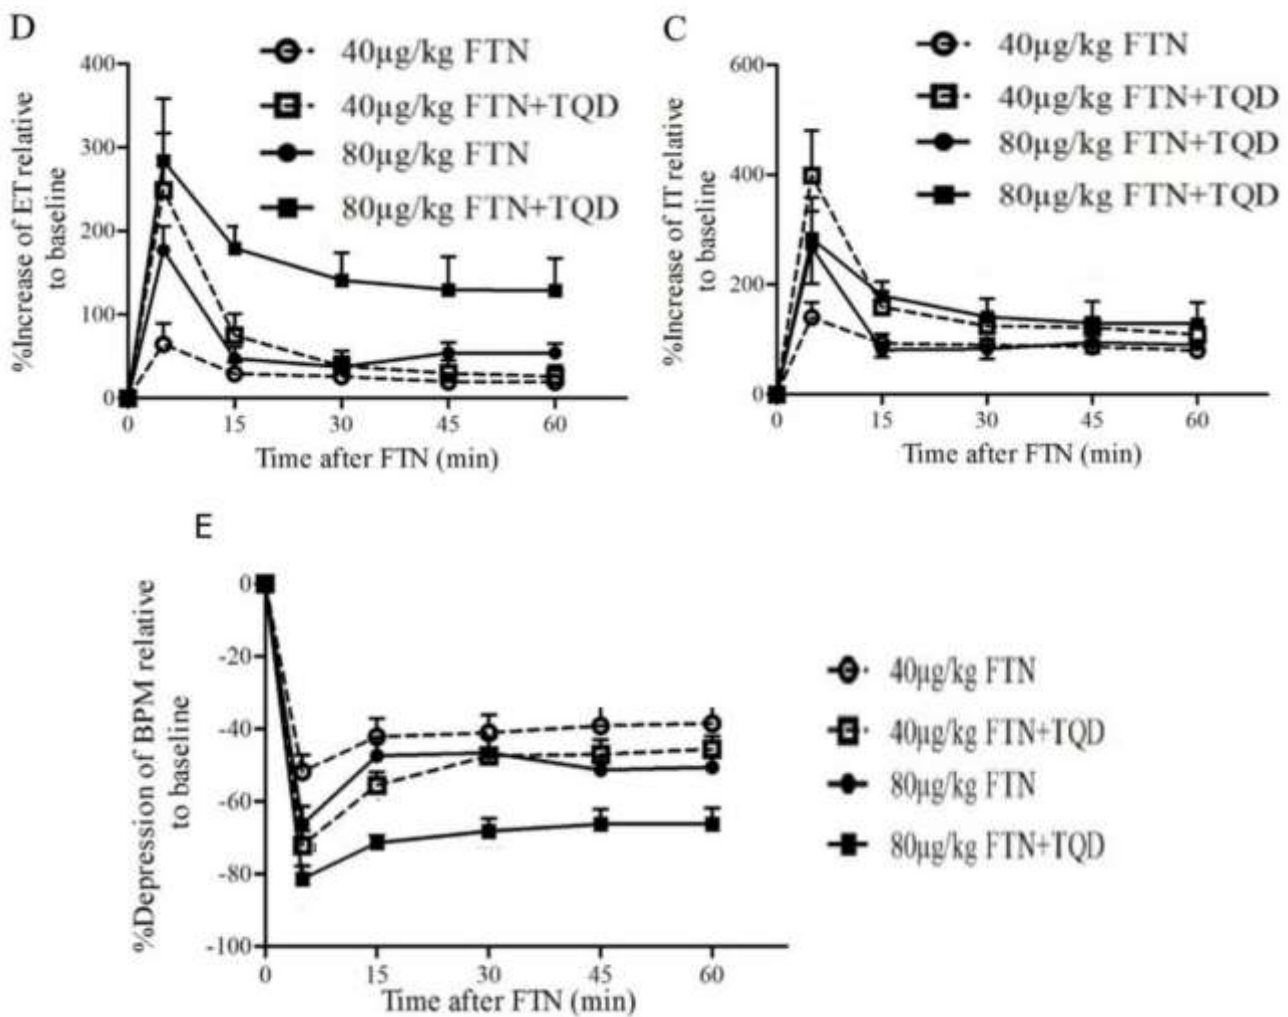 D
40µg/kg FTN
40µg/kg FTN+TQD
80µg/kg FTN
80µg/kg FTN+TQD
%Increase of ET relative
to baseline
400
300
200
100
0
0 15 30 45 60
Time after FTN (min)
C
40µg/kg FTN
40µg/kg FTN+TQD
80µg/kg FTN+TQD
80µg/kg FTN+TQD
%Increase of IT relative
to baseline
600
400
200
0
0 15 30 45 60
Time after FTN (min)
E
%Depression of BPM relative
to baseline
0
-20
-40
-60
-80
-100
0 15 30 45 60
Time after FTN (min)
40µg/kg FTN
40µg/kg FTN+TQD
80µg/kg FTN
80µg/kg FTN+TQD